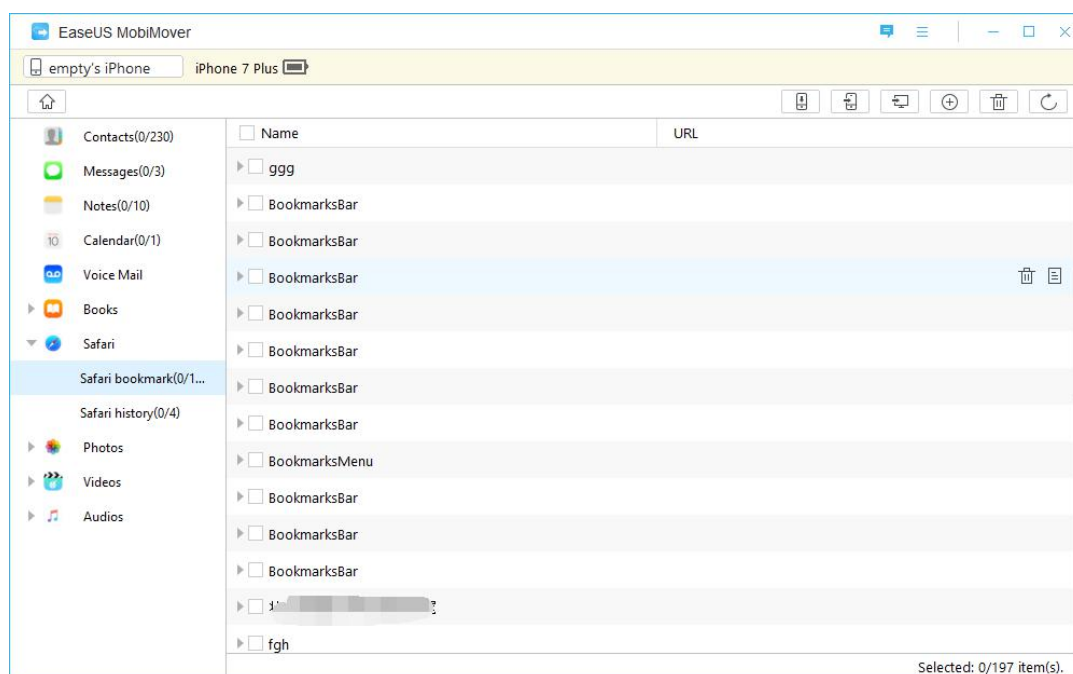 EaseUS MobiMover
empty's iPhone
iPhone 7 Plus
Contacts(0/230)
Messages(0/3)
Notes(0/10)
10
Calendar(0/1)
Voice Mail
Books
Safari
Safari bookmark(0/1...
Safari history(0/4)
Photos
Videos
Audios
Name URL
ggg
BookmarksBar
BookmarksBar
BookmarksBar
BookmarksBar
BookmarksBar
BookmarksBar
BookmarksBar
BookmarksMenu
BookmarksBar
BookmarksBar
BookmarksBar
fgh
Selected: 0/197 item(s).